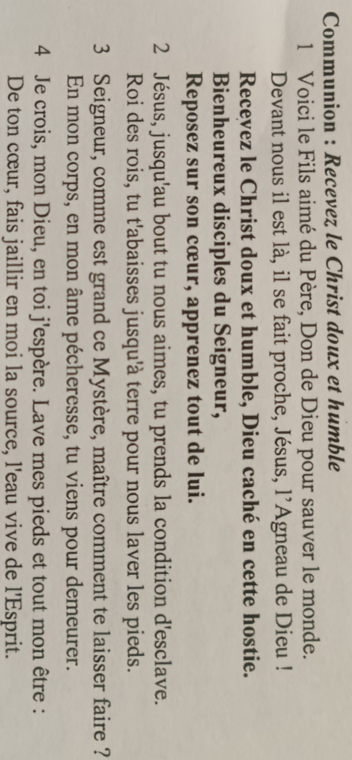 Communion : Recevez le Christ doux et humble
1 Voici le Fils aimé du Père, Don de Dieu pour sauver le monde.
Devant nous il est là, il se fait proche, Jésus, l'Agneau de Dieu !
Recevez le Christ doux et humble, Dieu caché en cette hostie.
Bienheureux disciples du Seigneur,
Reposez sur son cœur, apprenez tout de lui.
2 Jésus, jusqu'au bout tu nous aimes, tu prends la condition d'esclave.
Roi des rois, tu t'abaisses jusqu'à terre pour nous laver les pieds.
3 Seigneur, comme est grand ce Mystère, maître comment te laisser faire ?
En mon corps, en mon âme pécheresse, tu viens pour demeurer.
4 Je crois, mon Dieu, en toi j'espère. Lave mes pieds et tout mon être :
De ton cœur, fais jaillir en moi la source, l'eau vive de l'Esprit.